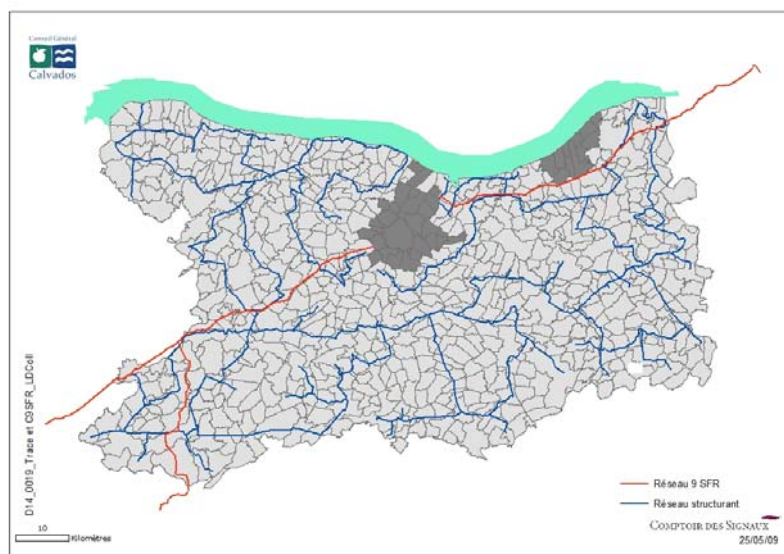 Conseil Général
Calvados
D14_0019_Trace et C9SFR_LDColl
Réseau 9 SFR
Réseau structurant
COMPTOIR DES SIGNAUX
25/05/09
10
Kilomètres